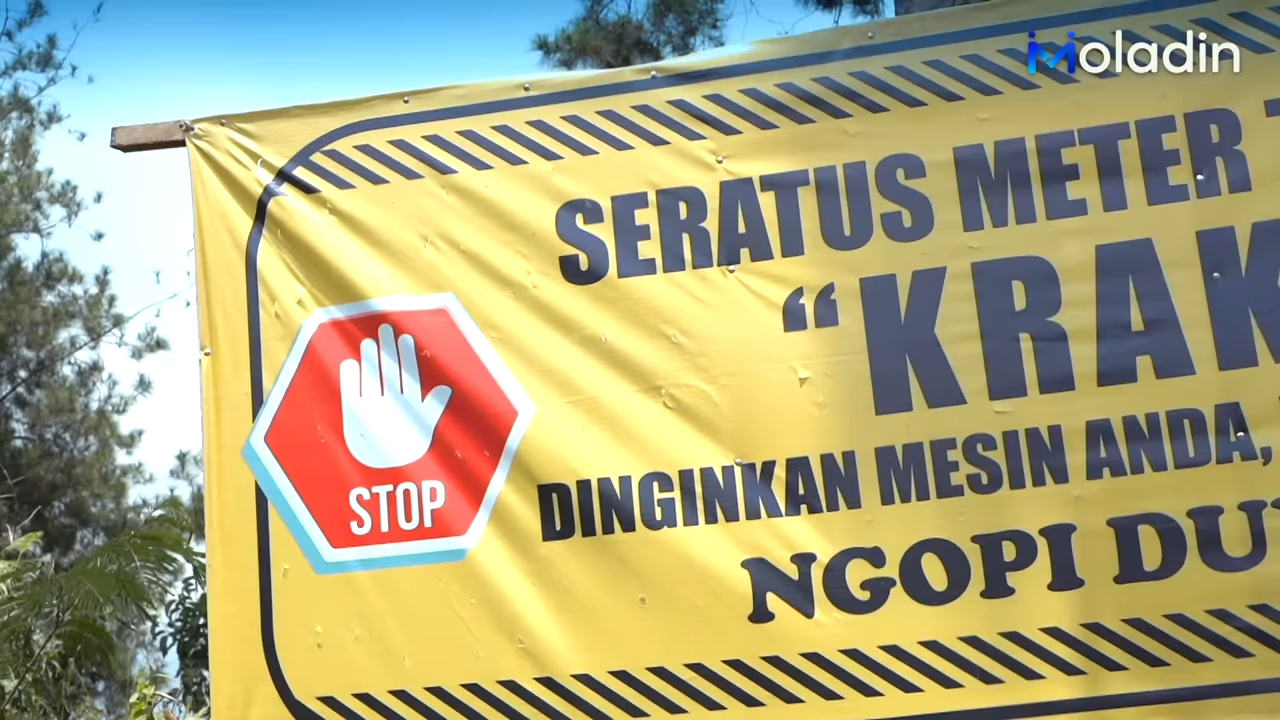 Moladin
SERATUS METER
“KRAK
DINGINKAN MESIN ANDA,
NGOPI DU
STOP